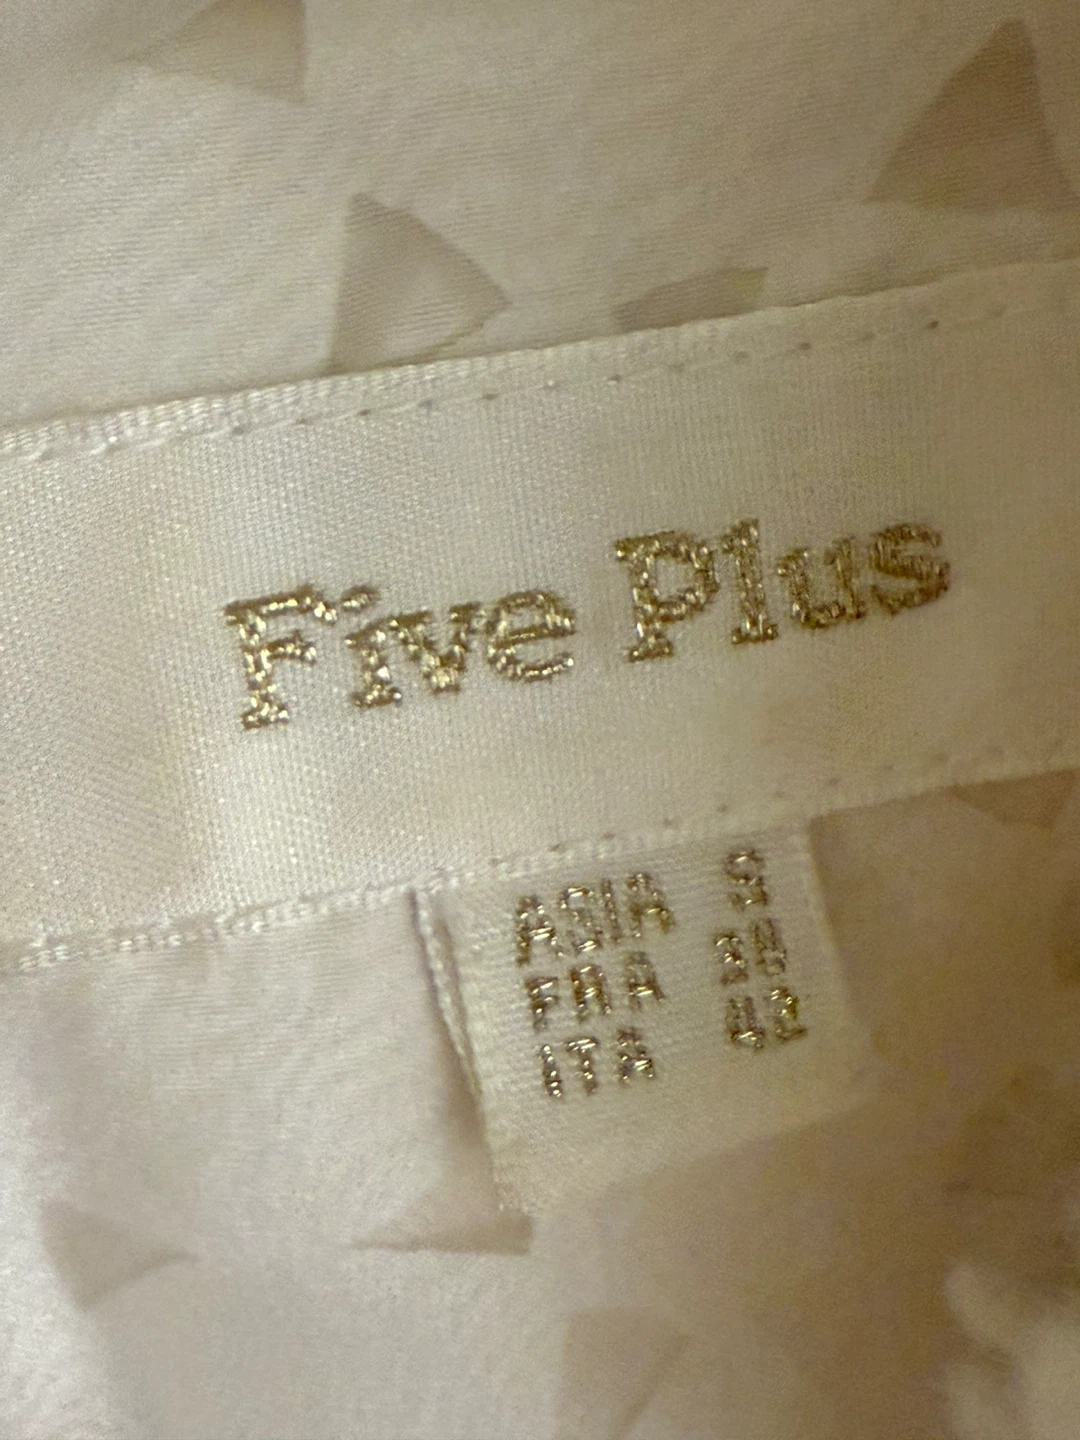 Five Plus
ASIA S
FRA 38
ITA 42